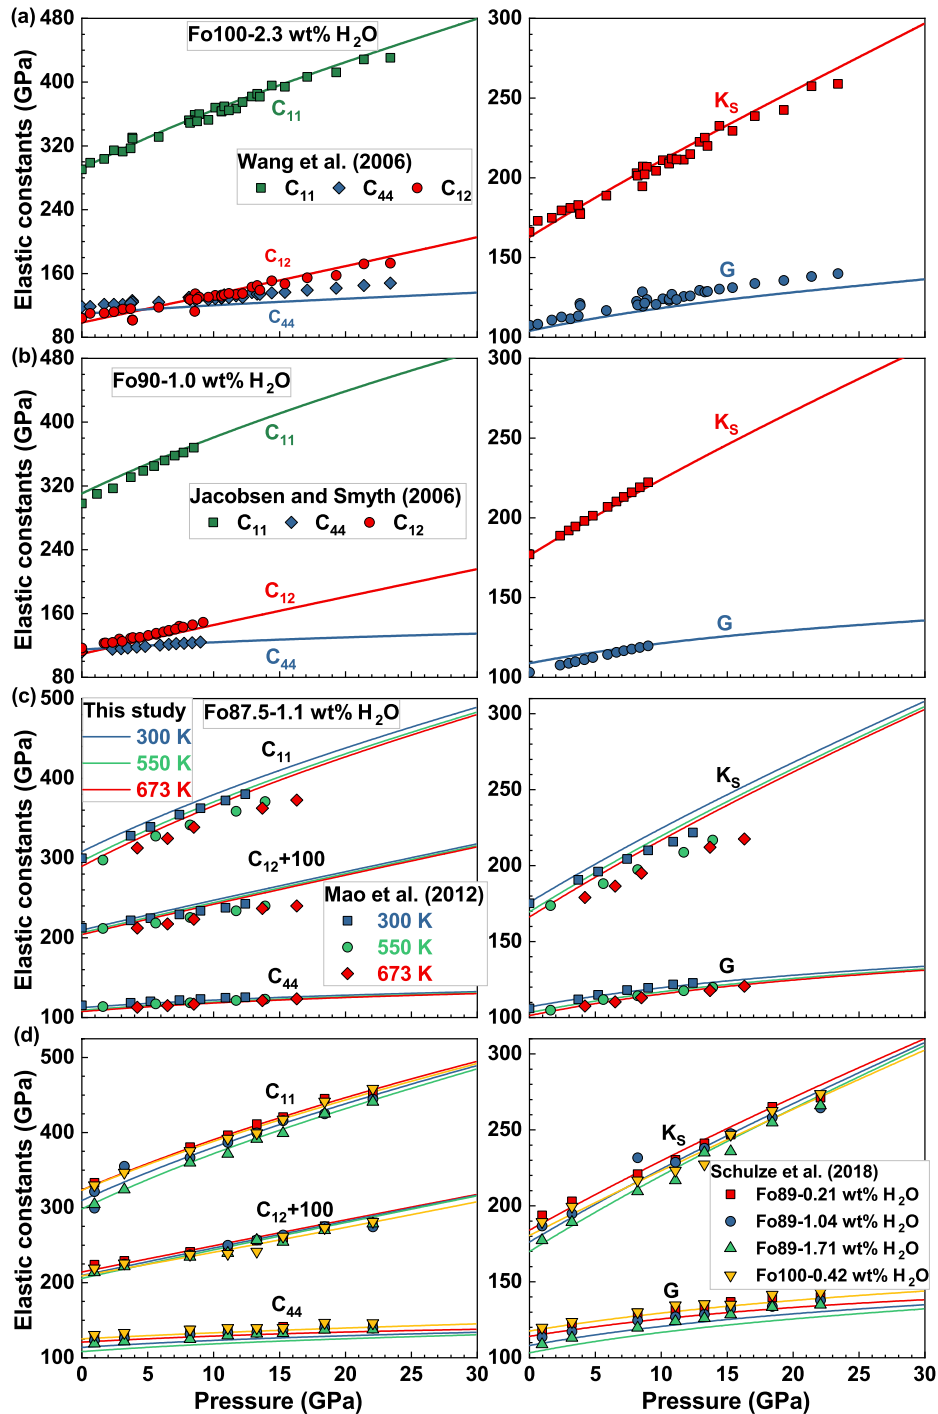 (a)
Elastic constants (GPa)
480
400
320
240
160
80
Fo100-2.3 wt% H₂O
C₁₁
Wang et al. (2006)
C₁₁ C₄₄ C₁₂
C₁₂
C₄₄
300
250
200
150
100
K_S
G
(b)
Elastic constants (GPa)
480
400
320
240
160
80
Fo90-1.0 wt% H₂O
C₁₁
Jacobsen and Smyth (2006)
C₁₁ C₄₄ C₁₂
C₁₂
C₄₄
300
250
200
150
100
K_S
G
(c)
Elastic constants (GPa)
500
400
300
200
100
This study
300 K
550 K
673 K
Fo87.5-1.1 wt% H₂O
C₁₁
C₁₂+100
Mao et al. (2012)
300 K
550 K
673 K
C₄₄
300
250
200
150
100
K_S
G
(d)
Elastic constants (GPa)
500
400
300
200
100
C₁₁
C₁₂+100
C₄₄
0 5 10 15 20 25 30
Pressure (GPa)
300
250
200
150
100
K_S
Schulze et al. (2018)
Fo89-0.21 wt% H₂O
Fo89-1.04 wt% H₂O
Fo89-1.71 wt% H₂O
Fo100-0.42 wt% H₂O
G
0 5 10 15 20 25 30
Pressure (GPa)